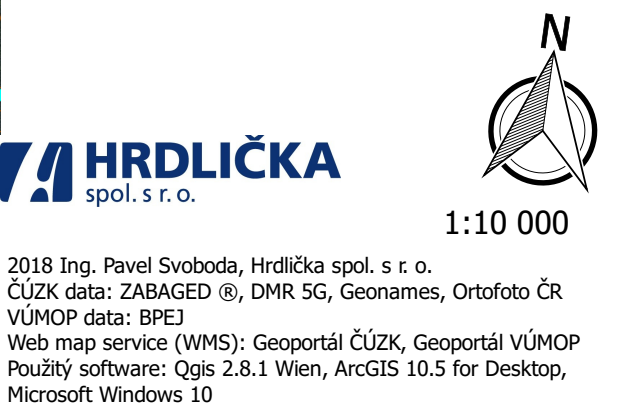 N
HRDLIČKA
spol. s r. o.
1:10 000
2018 Ing. Pavel Svoboda, Hrdlička spol. s r. o.
ČÚZK data: ZABAGED ®, DMR 5G, Geonames, Ortofoto ČR
VÚMOP data: BPEJ
Web map service (WMS): Geoportál ČÚZK, Geoportál VÚMOP
Použitý software: Qgis 2.8.1 Wien, ArcGIS 10.5 for Desktop,
Microsoft Windows 10